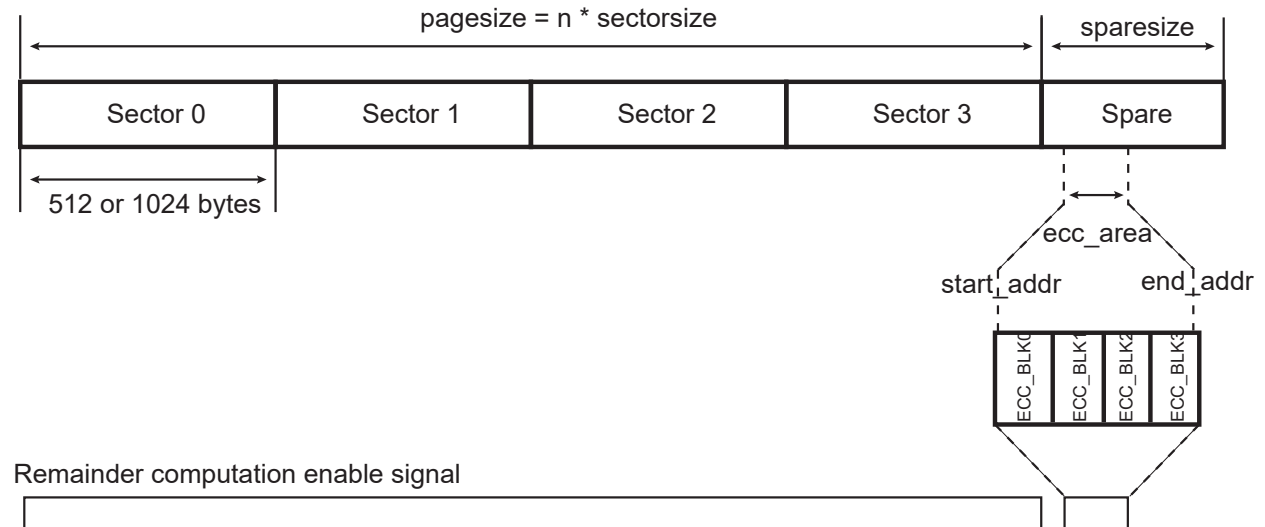 pagesize = n * sectorsize
sparesize
Sector 0
Sector 1
Sector 2
Sector 3
Spare
512 or 1024 bytes
ecc_area
start_addr
end_addr
ECC_BLK0
ECC_BLK1
ECC_BLK2
ECC_BLK3
Remainder computation enable signal